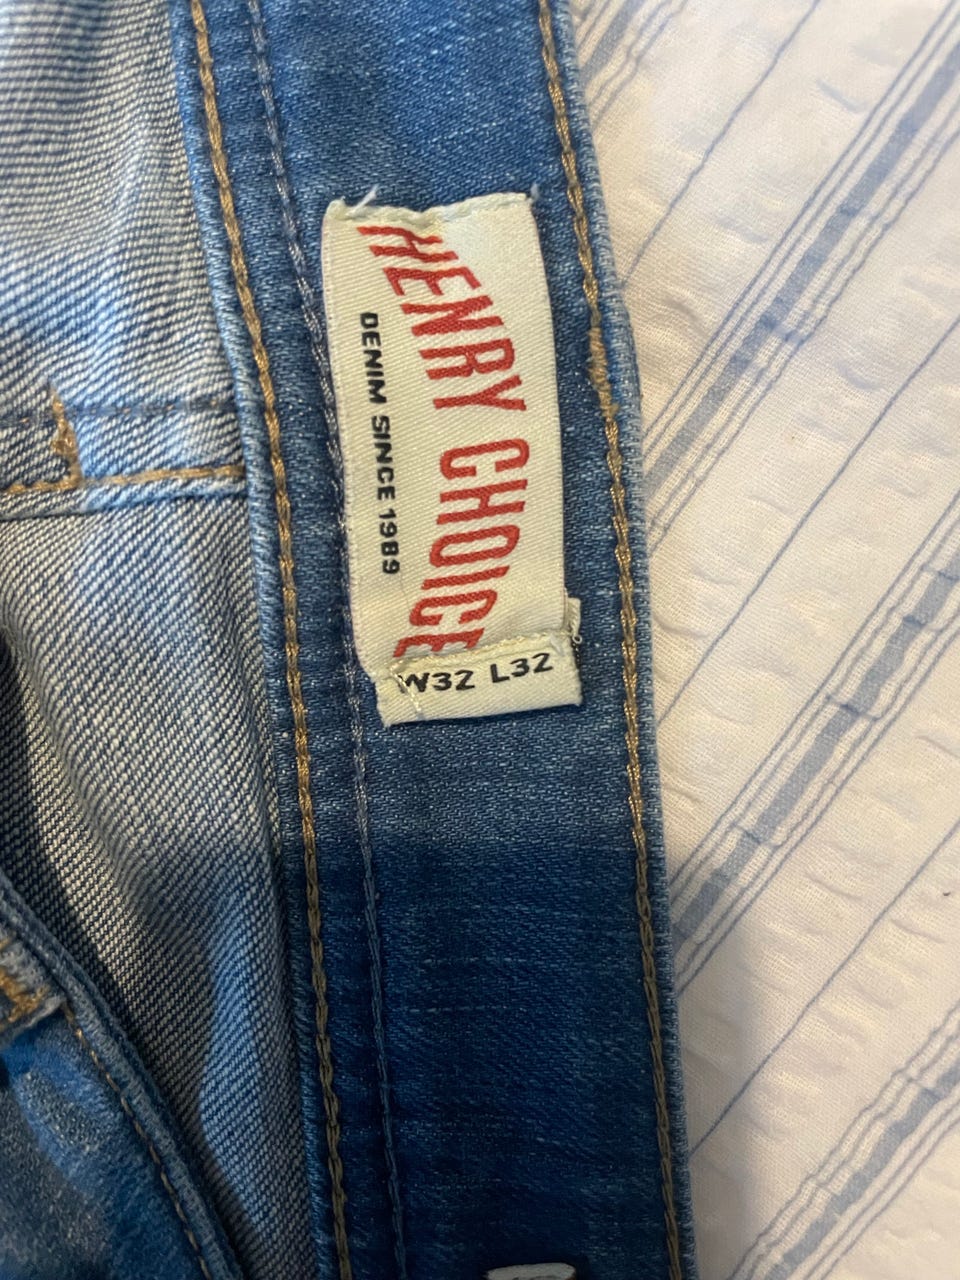 HENRY CHOICE
DENIM SINCE 1989
W32 L32